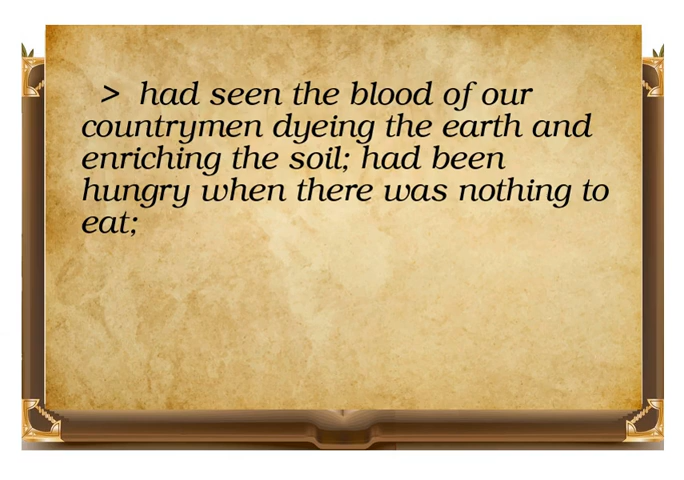 > had seen the blood of our
countrymen dyeing the earth and
enriching the soil; had been
hungry when there was nothing to
eat;